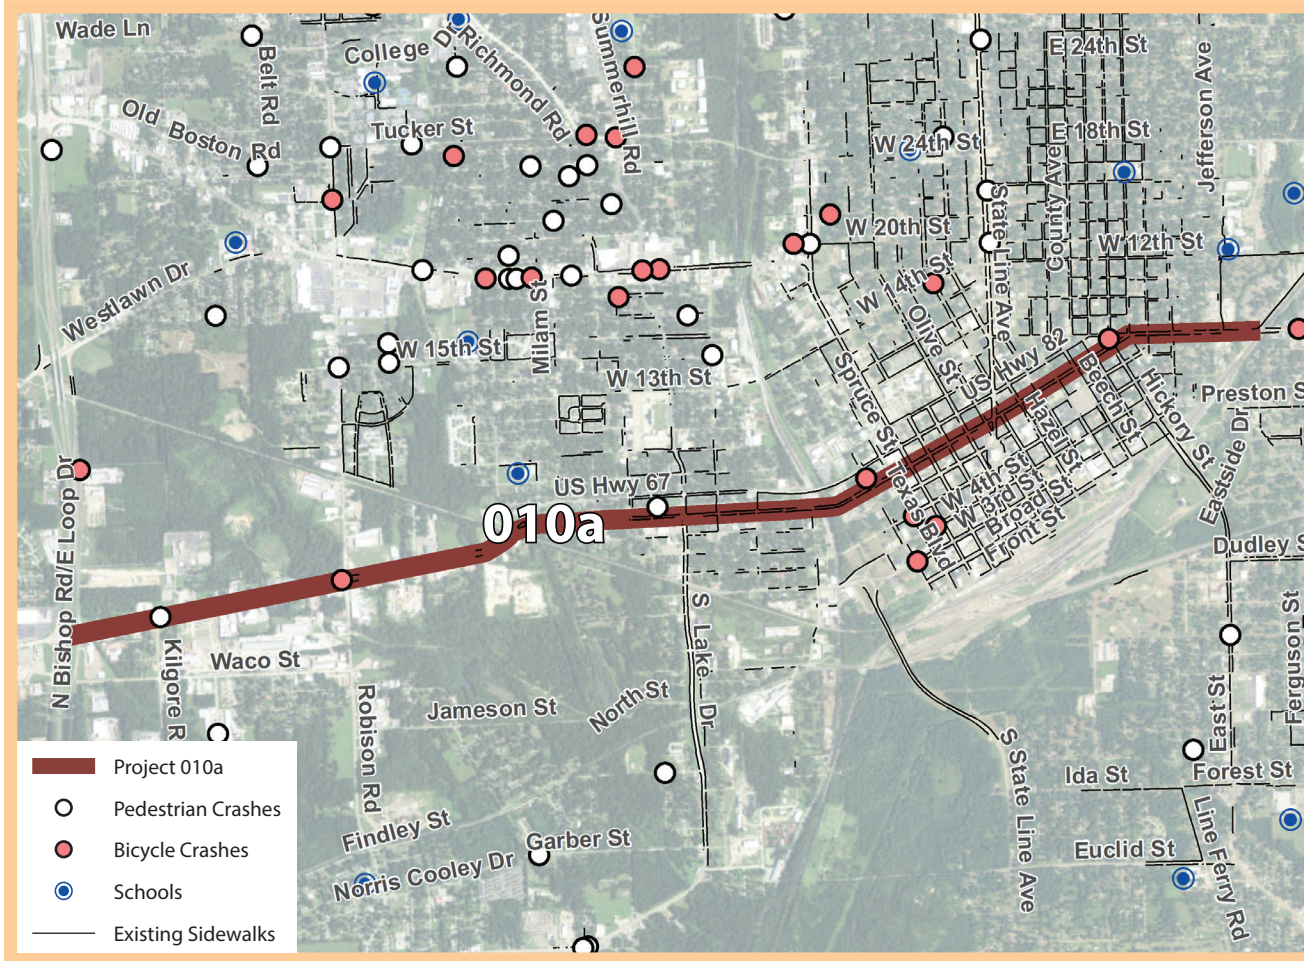 Wade Ln
Belt Rd
College Dr
Richmond Rd
Summerhill Rd
E 24th St
Jefferson Ave
Old Boston Rd
Tucker St
W 24th St
E 18th St
County Ave
State Line Ave
W 20th St
W 12th St
Westlawn Dr
W 14th St
Olive St
Milam St
W 15th St
W 13th St
US Hwy 82
Spruce St
Hazel St
Beech St
Hickory St
Preston S
Eastside Dr
US Hwy 67
010a
Texas Blvd
W 4th St
W 3rd St
Broad St
Front St
Dudley S
N Bishop Rd/E Loop Dr
Kilgore R
Waco St
Robison Rd
Jameson St
North St
S Lake Dr
S State Line Ave
East St
Ferguson St
Ida St
Forest St
Line Ferry Rd
Euclid St
Findley St
Garber St
Norris Cooley Dr
Project 010a
Pedestrian Crashes
Bicycle Crashes
Schools
Existing Sidewalks